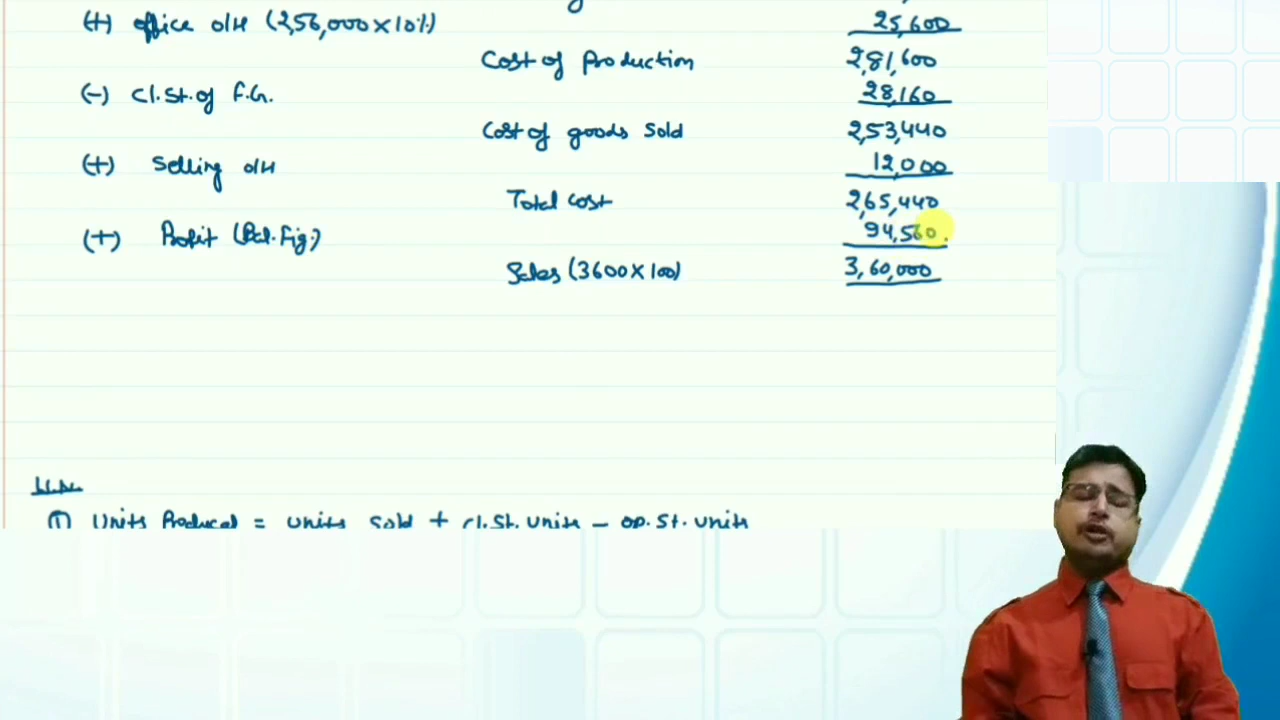 (+) office o/H (2,56,000 × 10%) 25,600
Cost of Production 2,81,600
(-) Cl.St. of F.G. 28,160
Cost of goods Sold 2,53,440
(+) Selling o/H 12,000
Total cost 2,65,440
(+) Profit (Bal. Fig.) 94,560
Sales (3600 × 100) 3,60,000
W.N.
(1) Units Produced = units sold + cl. St. units - op. St. units